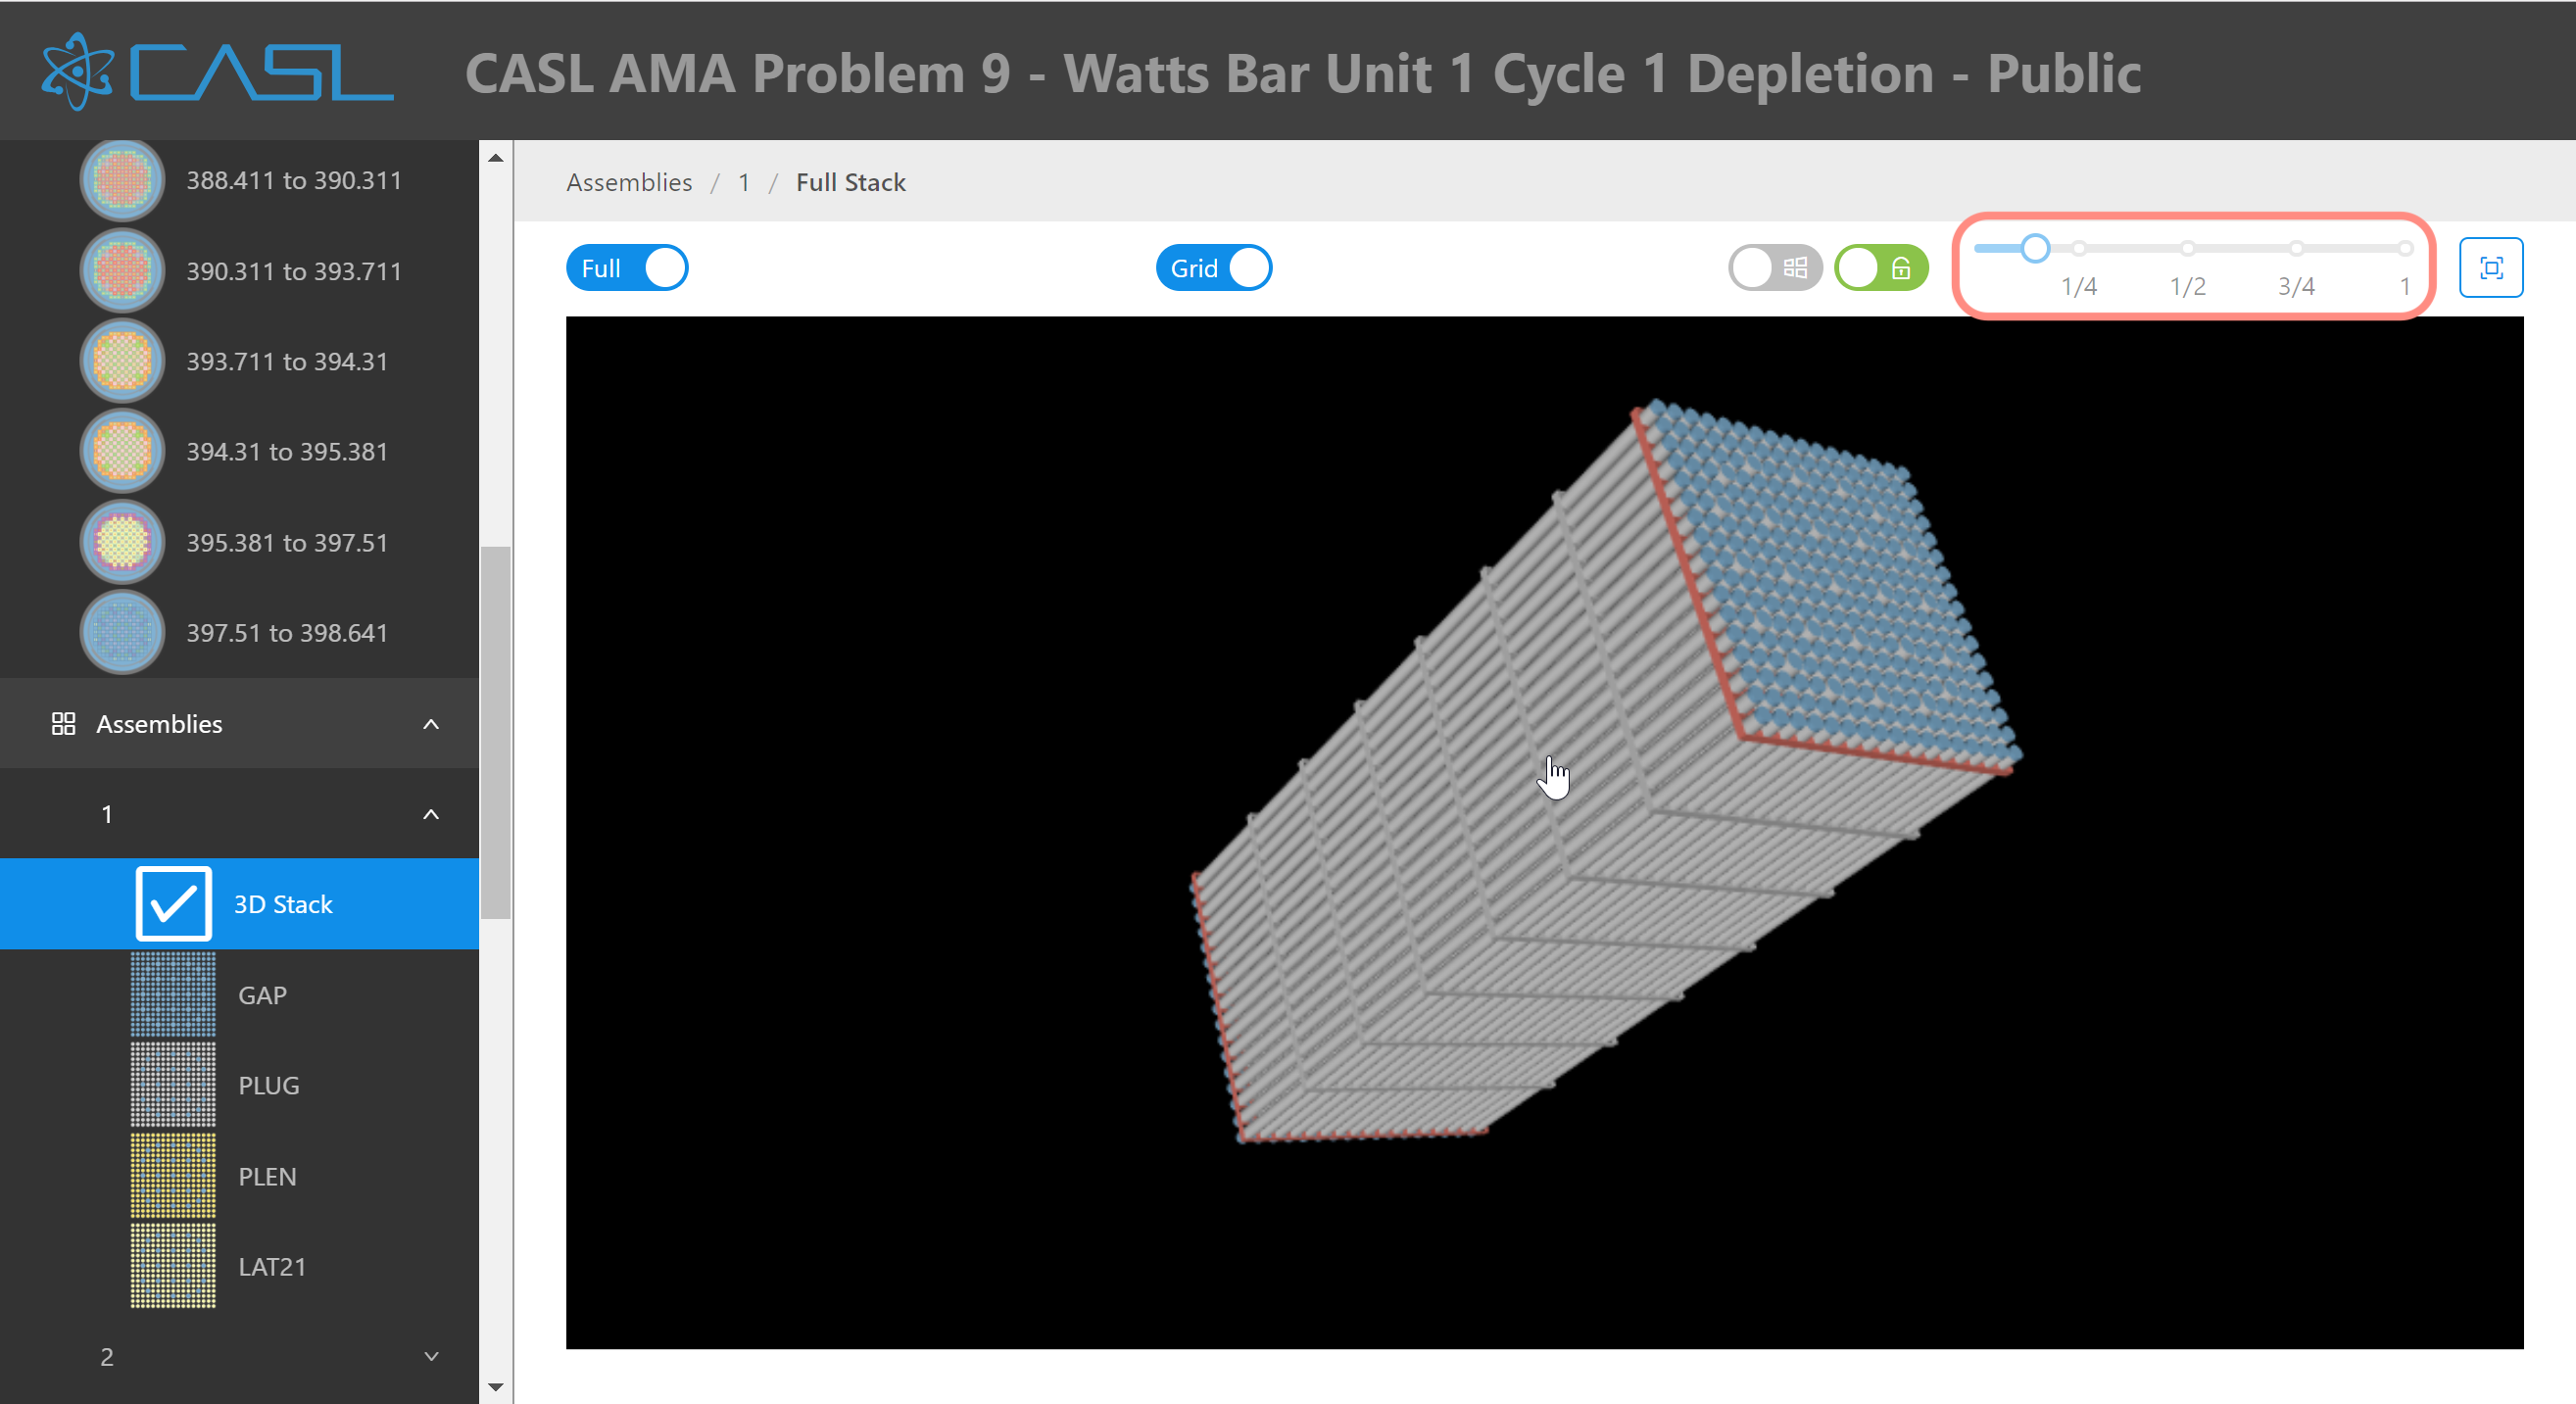 CASL
CASL AMA Problem 9 - Watts Bar Unit 1 Cycle 1 Depletion - Public
388.411 to 390.311
390.311 to 393.711
393.711 to 394.31
394.31 to 395.381
395.381 to 397.51
397.51 to 398.641
Assemblies
1
3D Stack
GAP
PLUG
PLEN
LAT21
2
Assemblies / 1 / Full Stack
Full
Grid
1/4 1/2 3/4 1